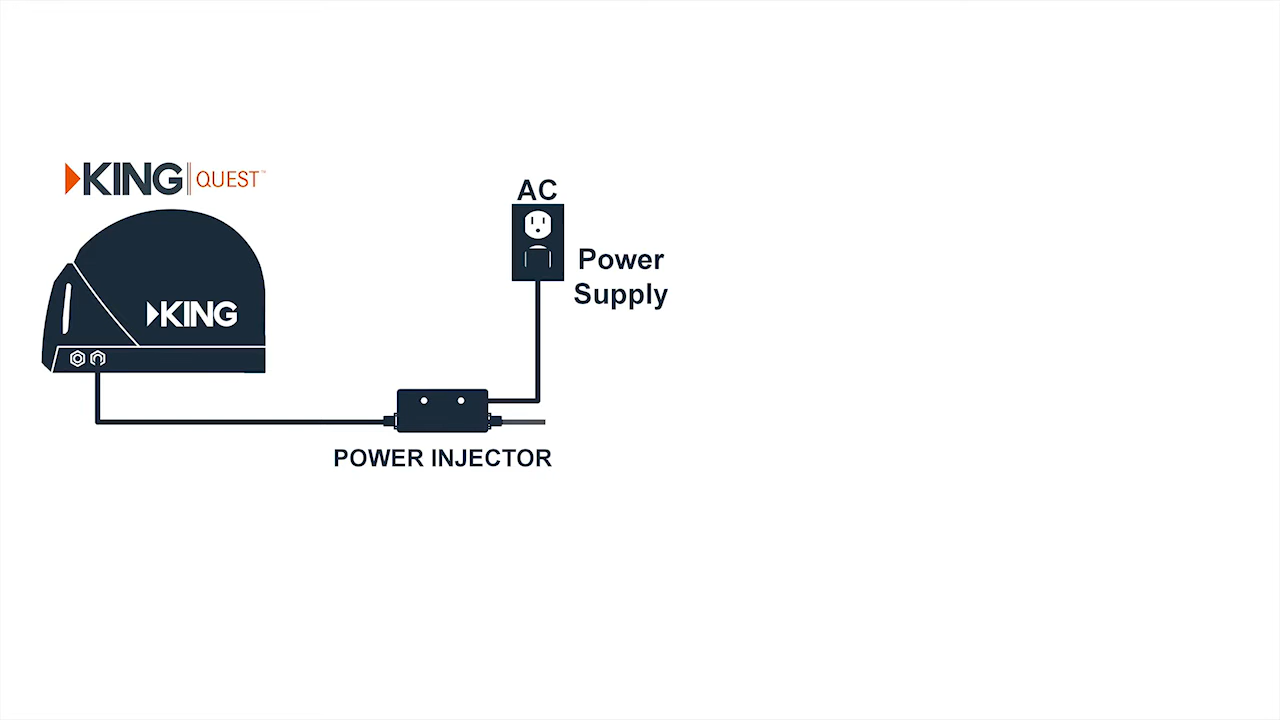 KING QUEST™
KING
AC
Power
Supply
POWER INJECTOR